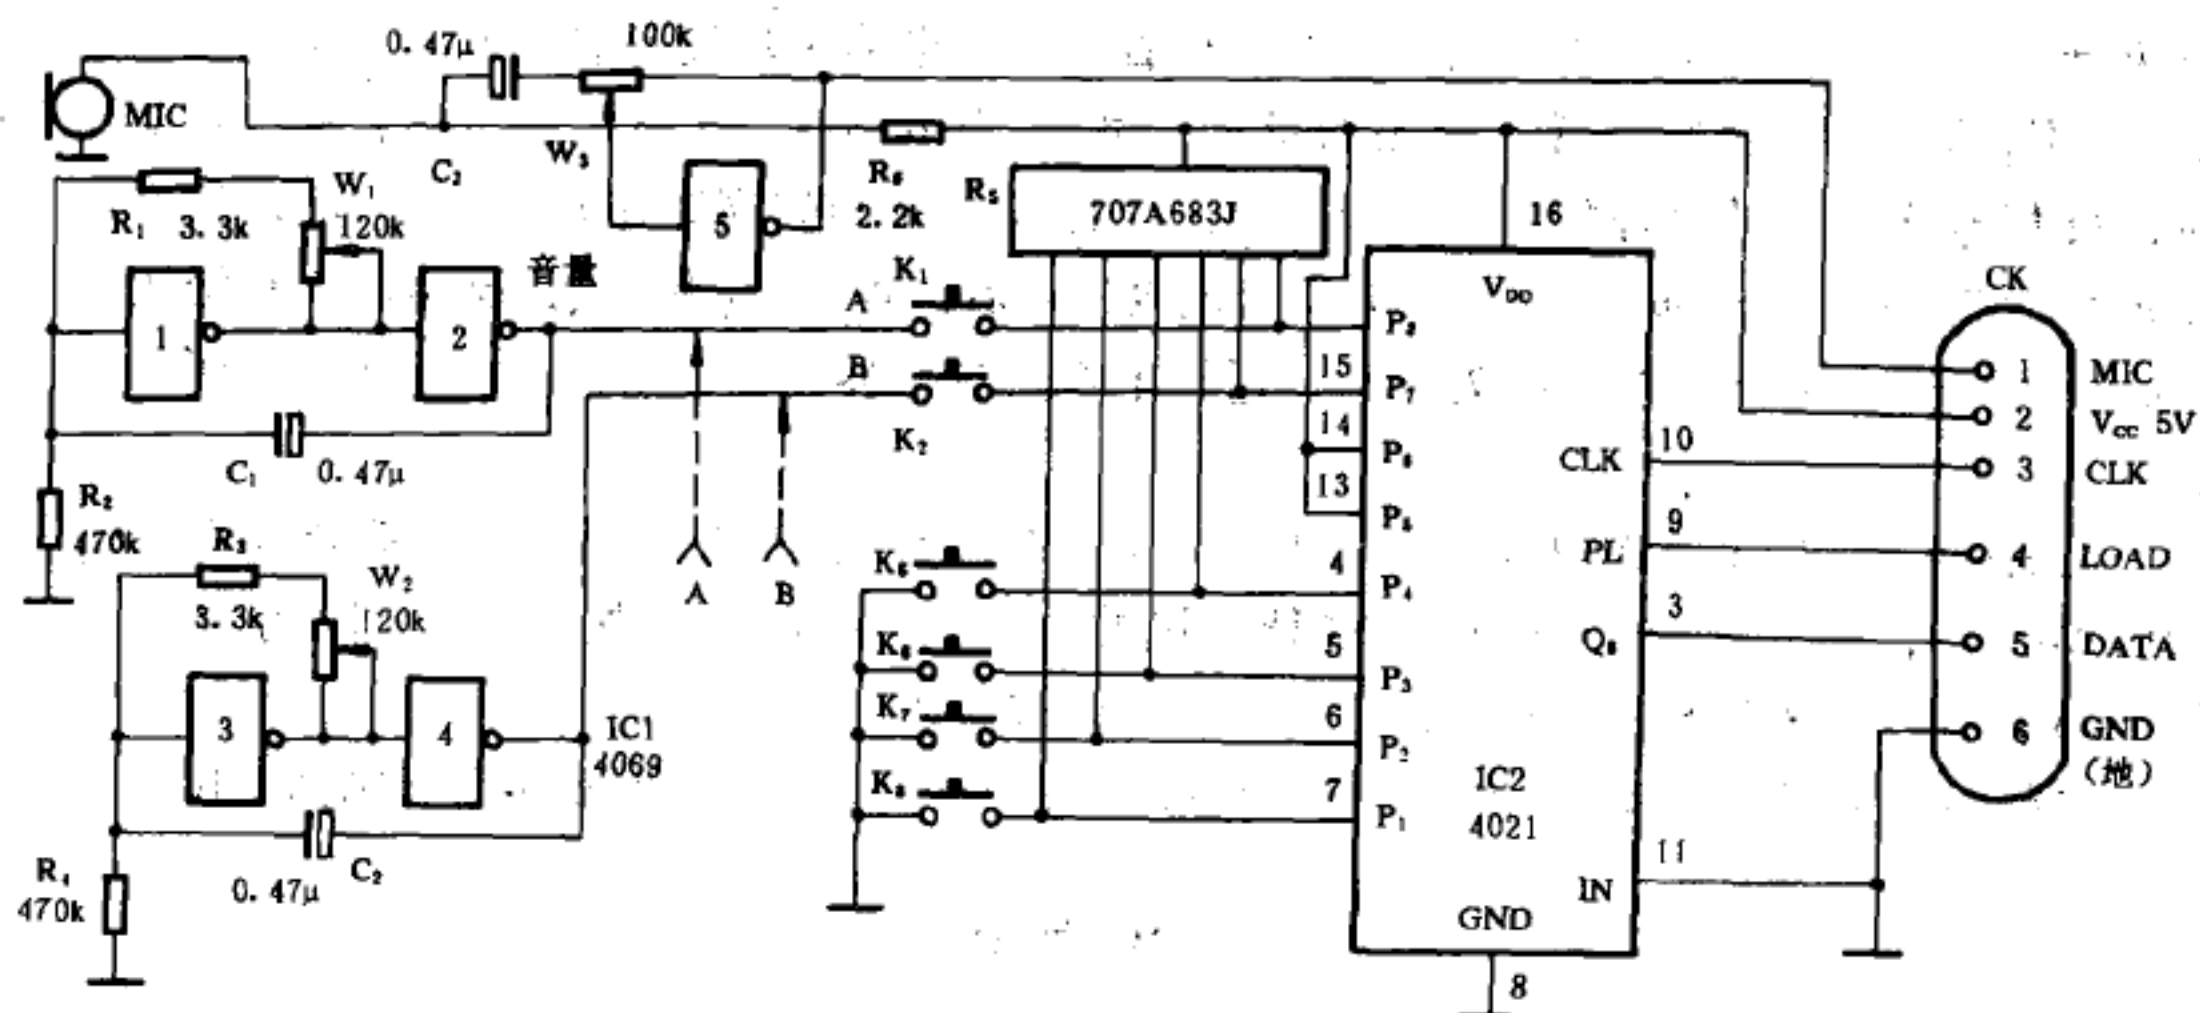 0. 47μ
100k
MIC
W₃
C₂
R₆
2. 2k
R₅
707A683J
R₁ 3. 3k
W₁
120k
5
音量
1
2
C₁ 0. 47μ
R₂
470k
A
K₁
B
K₂
A B
R₃
3. 3k
W₂
120k
3
4
IC1
4069
C₂
0. 47μ
R₄
470k
K₅
K₆
K₇
K₈
16
V_DD
P₈
15
P₇
14
P₆
13
P₅
4
P₄
5
P₃
6
P₂
7
P₁
CLK
10
PL
9
Q₈
3
IC2
4021
IN
11
GND
8
CK
1 MIC
2 Vcc 5V
3 CLK
4 LOAD
5 DATA
6 GND
(地)